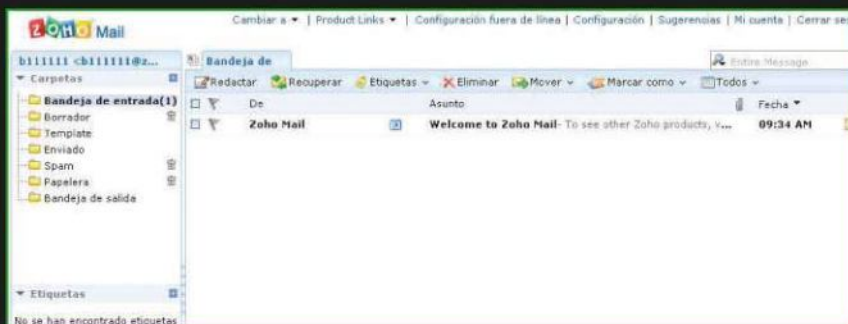 ZOHO Mail
Cambiar a | Product Links | Configuración fuera de línea | Configuración | Sugerencias | Mi cuenta | Cerrar ses
b111111 <b111111@z...
Bandeja de
Entire Message
Carpetas
Redactar Recuperar Etiquetas Eliminar Mover Marcar como Todos
Bandeja de entrada(1)
De Asunto Fecha
Borrador
Zoho Mail Welcome to Zoho Mail- To see other Zoho products, v... 09:34 AM
Template
Enviado
Spam
Papelera
Bandeja de salida
Etiquetas
No se han encontrado etiquetas